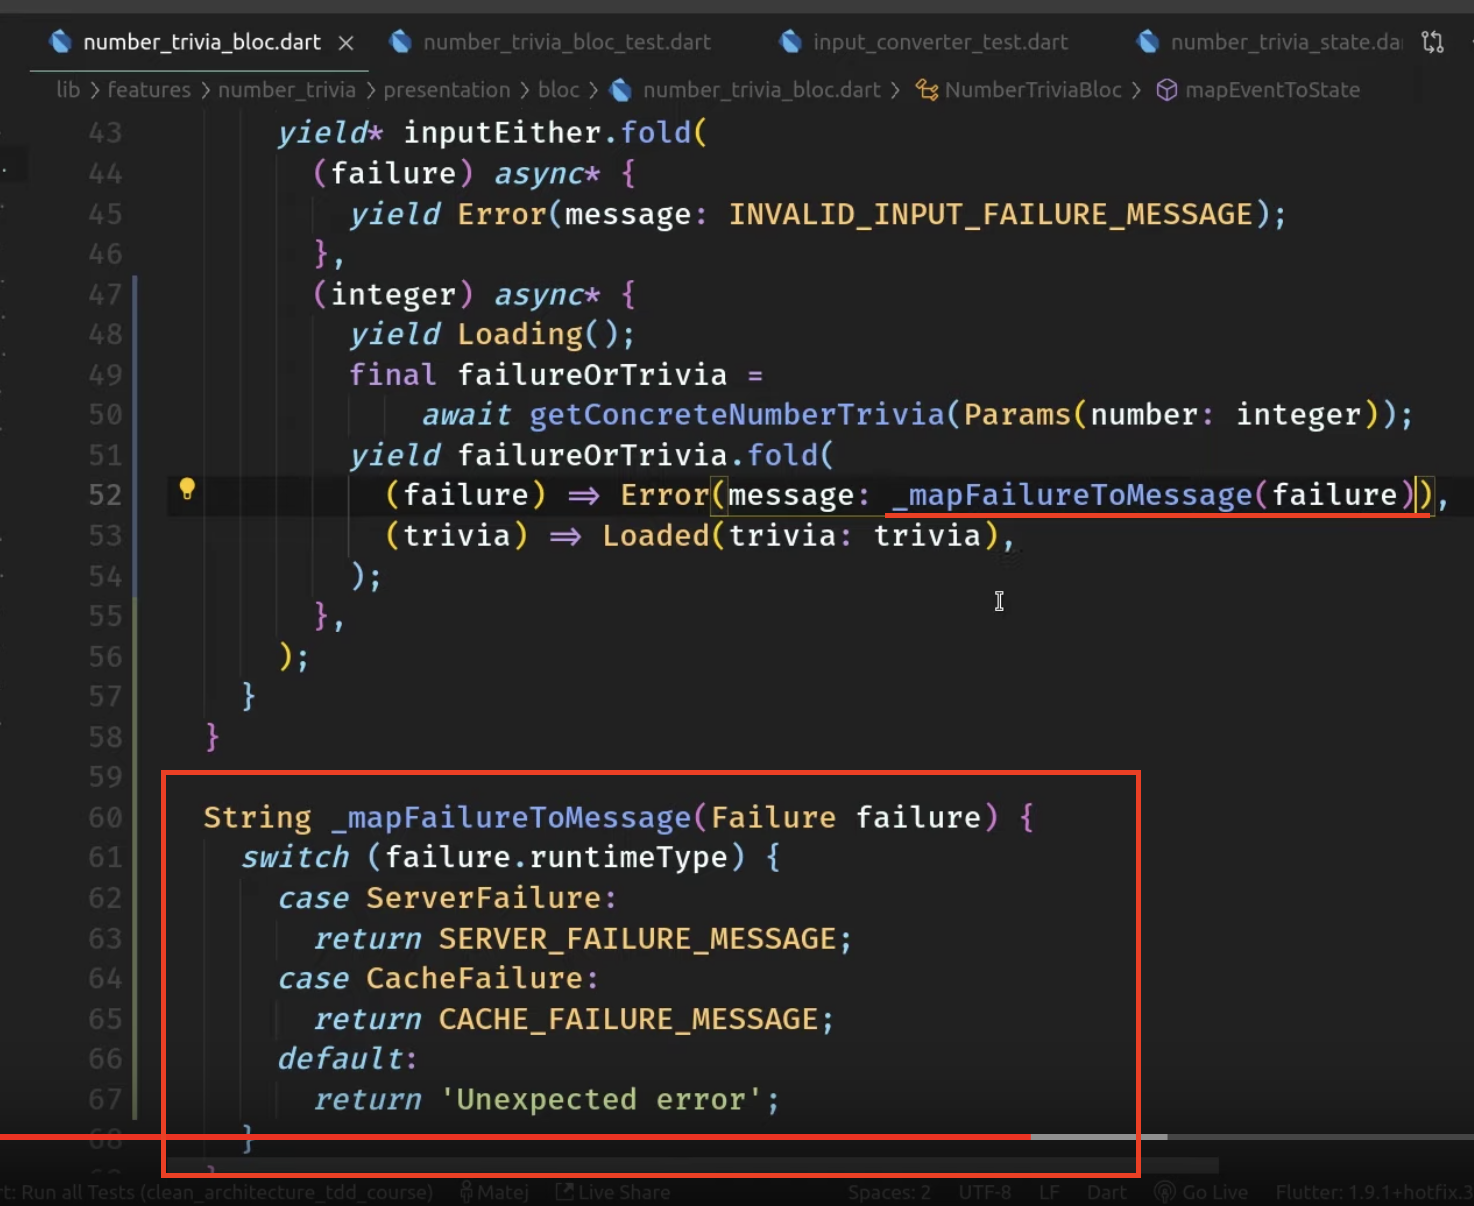 number_trivia_bloc.dart number_trivia_bloc_test.dart input_converter_test.dart number_trivia_state.da
lib > features > number_trivia > presentation > bloc > number_trivia_bloc.dart > NumberTriviaBloc > mapEventToState
43 yield* inputEither.fold(
44 (failure) async* {
45 yield Error(message: INVALID_INPUT_FAILURE_MESSAGE);
46 },
47 (integer) async* {
48 yield Loading();
49 final failureOrTrivia =
50 await getConcreteNumberTrivia(Params(number: integer));
51 yield failureOrTrivia.fold(
52 (failure) => Error(message: _mapFailureToMessage(failure)),
53 (trivia) => Loaded(trivia: trivia),
54 );
55 },
56 );
57 }
58 }
59
60 String _mapFailureToMessage(Failure failure) {
61 switch (failure.runtimeType) {
62 case ServerFailure:
63 return SERVER_FAILURE_MESSAGE;
64 case CacheFailure:
65 return CACHE_FAILURE_MESSAGE;
66 default:
67 return 'Unexpected error';
68 }
rt: Run all Tests (clean_architecture_tdd_course) Matej Live Share Spaces: 2 UTF-8 LF Dart Go Live Flutter: 1.9.1+hotfix.3